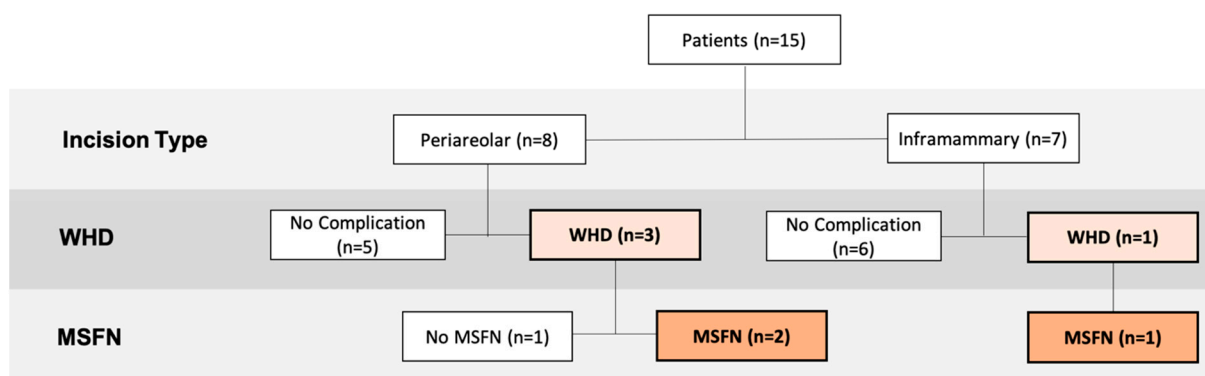 Patients (n=15)
Incision Type
Periareolar (n=8)
Inframammary (n=7)
WHD
No Complication
(n=5)
WHD (n=3)
No Complication
(n=6)
WHD (n=1)
MSFN
No MSFN (n=1)
MSFN (n=2)
MSFN (n=1)